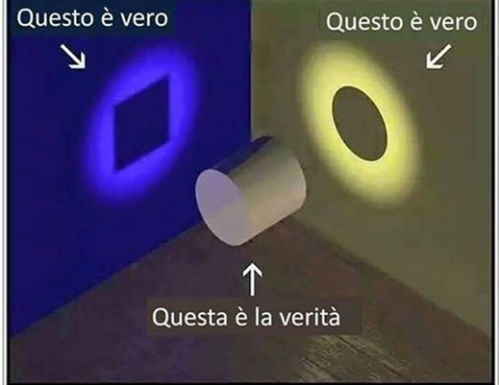 Questo è vero
Questo è vero
Questa è la verità